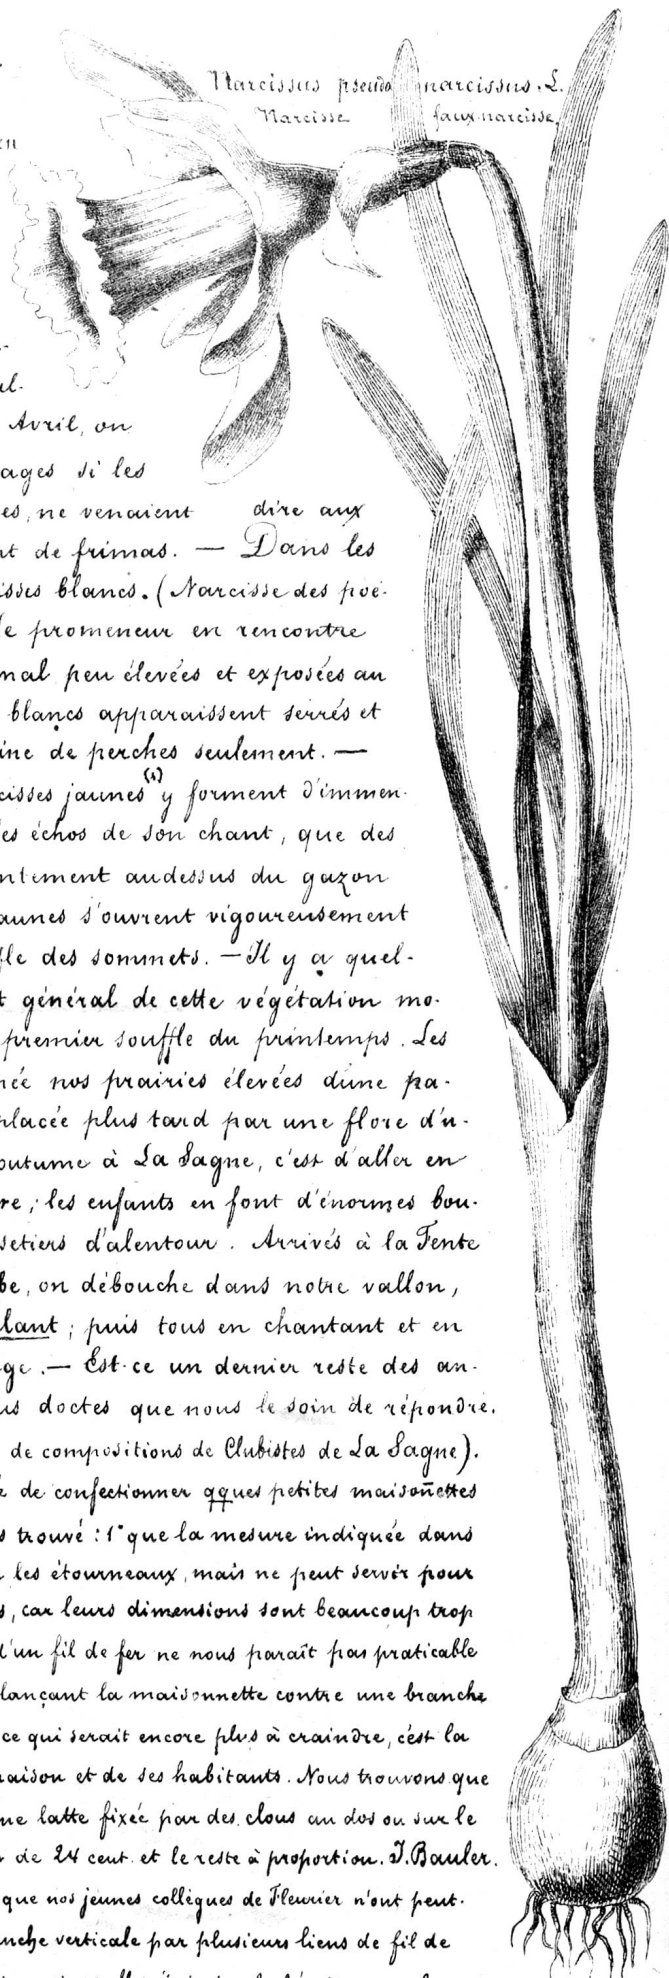 Narcissus pseudo narcissus. L.
Narcisse faux-narcisse,
en
al-
Avril, on
ages si les
es, ne venaient dire aux
nt de frimas. — Dans les
isses blancs. (Narcisse des poë-
le promeneur en rencontre
nal peu élevées et exposées au
blancs apparaissent serrés et
ine de perches seulement. —
cisses jaunes (1) y forment d'immen-
es échos de son chant, que des
ntement audessus du gazon
aunes s'ouvrent vigoureusement
fle des sommets. — Il y a quel-
t général de cette végétation mo-
premier souffle du printemps. Les
née nos prairies élevées d'une pa-
placée plus tard par une flore d'u-
outume à La Sagne, c'est d'aller en
re; les enfants en font d'énormes bou-
setiers d'alentour. Arrivés à la Fente
be, on débouche dans notre vallon,
lant; puis tous en chantant et en
ge. — Est-ce un dernier reste des an-
us doctes que nous le soin de répondre.
de compositions de Clubistes de La Sagne).
de confectionner qques petites maisoñettes
s trouvé: 1° que la mesure indiquée dans
les étourneaux, mais ne peut servir pour
s, car leurs dimensions sont beaucoup trop
d'un fil de fer ne nous paraît pas praticable
lançant la maisonnette contre une branche
ce qui serait encore plus à craindre, c'est la
aison et de ses habitants. Nous trouvons que
ne latte fixée par des clous au dos ou sur le
de 24 cent. et le reste à proportion. J. Bauler.
que nos jeunes collègues de Fleurier n'ont peut-
nche verticale par plusieurs liens de fil de